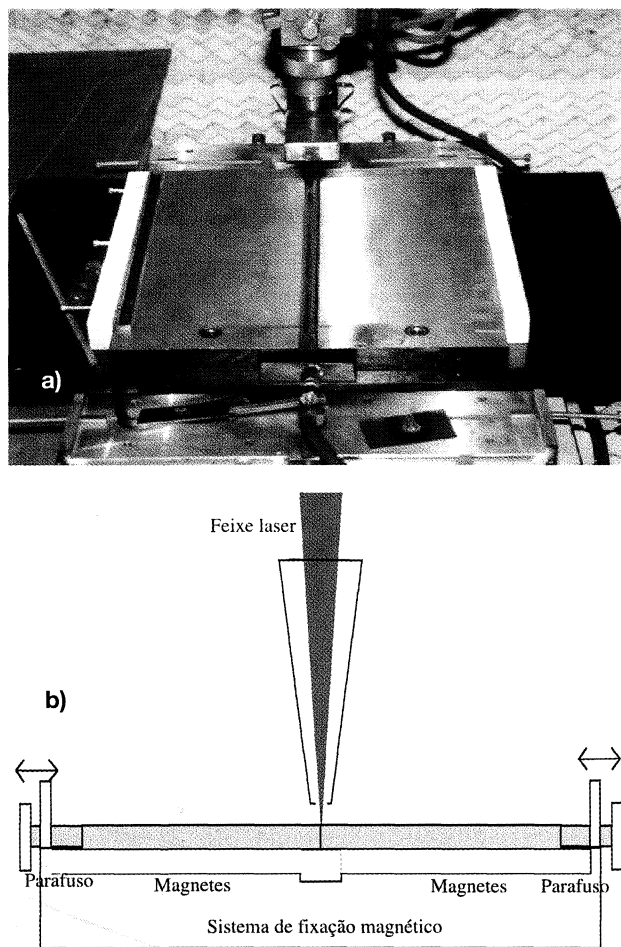 a)
Feixe laser
b)
Parafuso
Magnetes
Magnetes
Parafuso
Sistema de fixação magnético